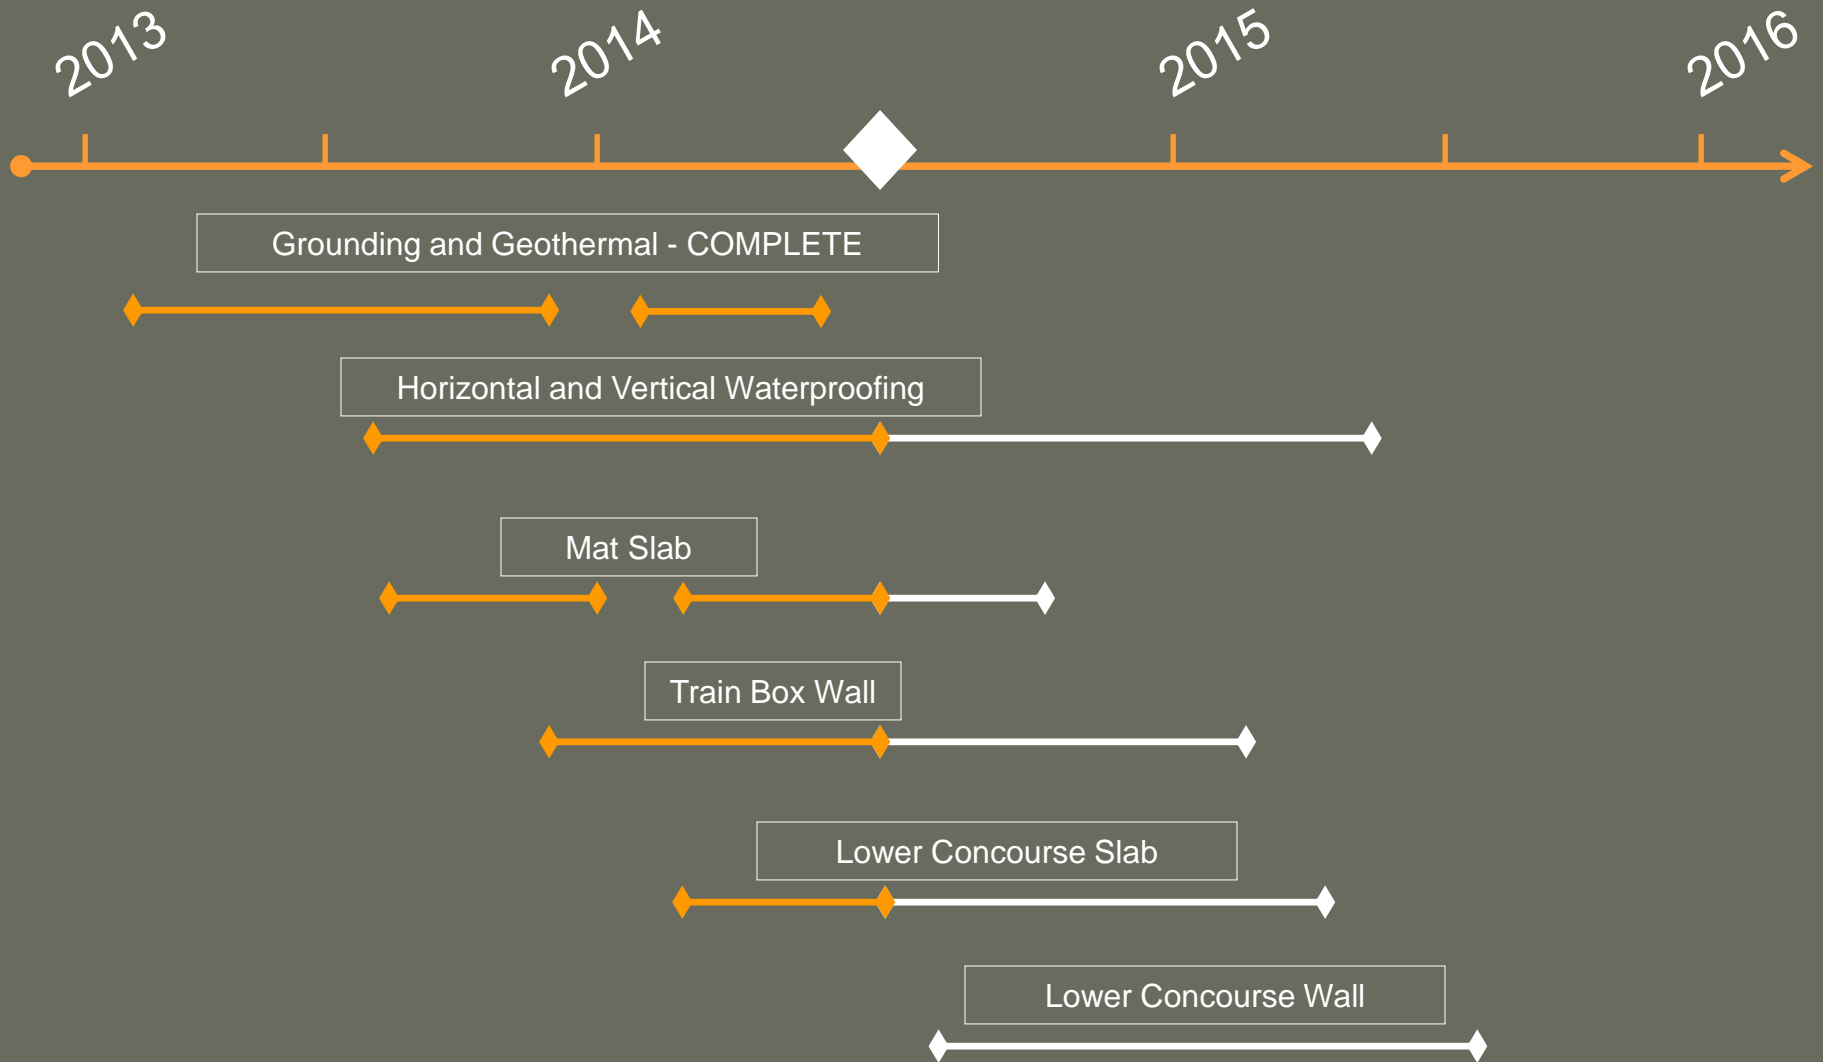 2013
2014
2015
2016
Grounding and Geothermal - COMPLETE
Horizontal and Vertical Waterproofing
Mat Slab
Train Box Wall
Lower Concourse Slab
Lower Concourse Wall